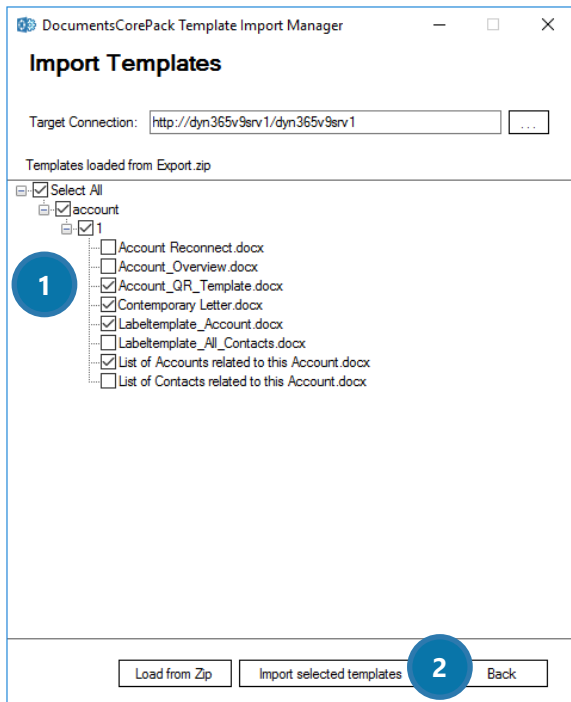 DocumentsCorePack Template Import Manager
Import Templates
Target Connection: http://dyn365v9srv1/dyn365v9srv1 ...
Templates loaded from Export.zip
Select All
account
1
Account Reconnect.docx
Account_Overview.docx
1 Account_QR_Template.docx
Contemporary Letter.docx
Labeltemplate_Account.docx
Labeltemplate_All_Contacts.docx
List of Accounts related to this Account.docx
List of Contacts related to this Account.docx
Load from Zip Import selected templates 2 Back